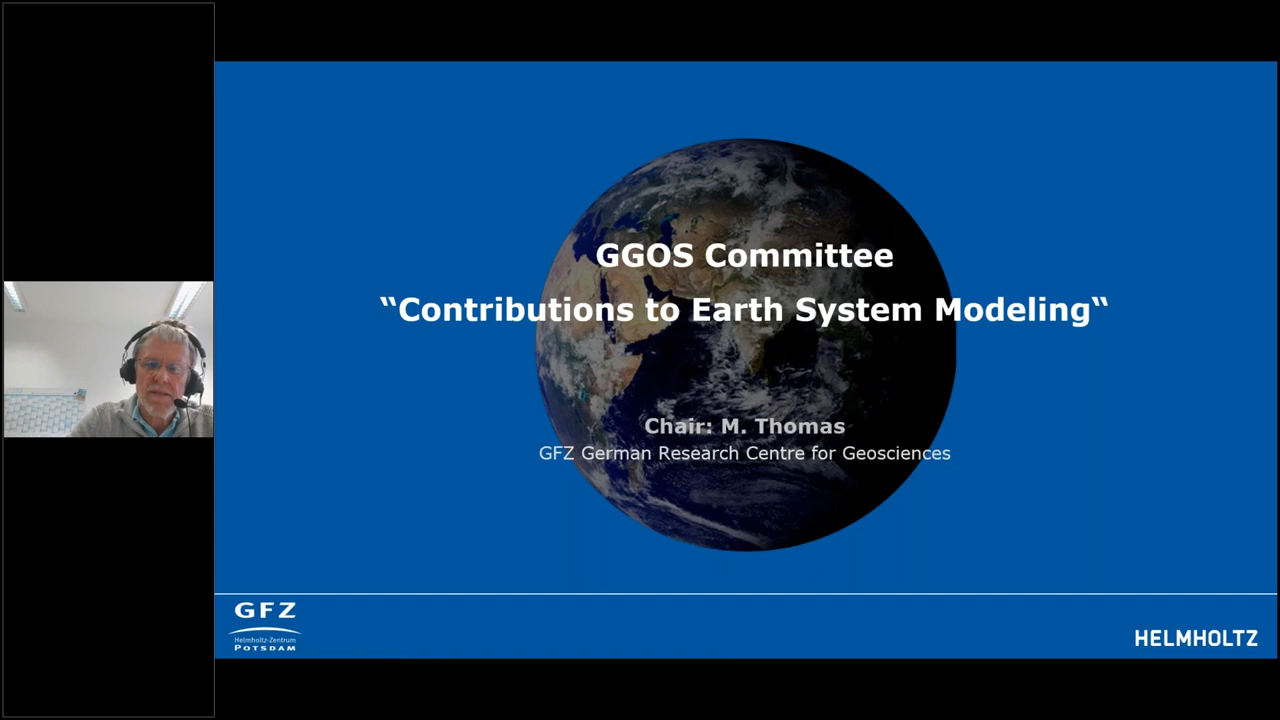 GGOS Committee
“Contributions to Earth System Modeling“
Chair: M. Thomas
GFZ German Research Centre for Geosciences
GFZ
Helmholtz-Zentrum
POTSDAM
HELMHOLTZ